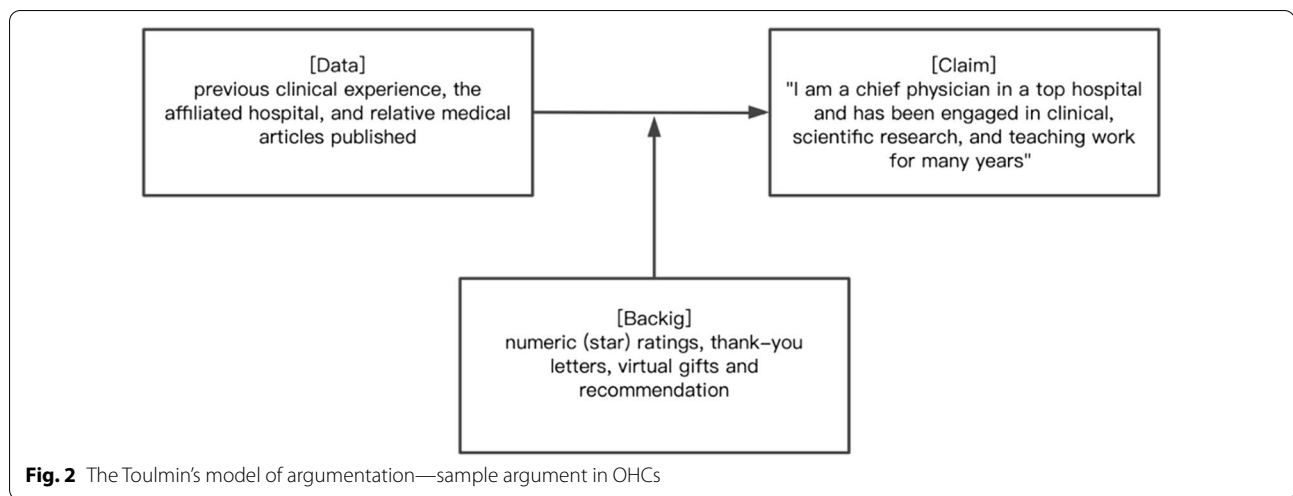 [Data]
previous clinical experience, the
affiliated hospital, and relative medical
articles published
[Claim]
"I am a chief physician in a top hospital
and has been engaged in clinical,
scientific research, and teaching work
for many years"
[Backig]
numeric (star) ratings, thank-you
letters, virtual gifts and
recommendation
Fig. 2 The Toulmin's model of argumentation—sample argument in OHCs